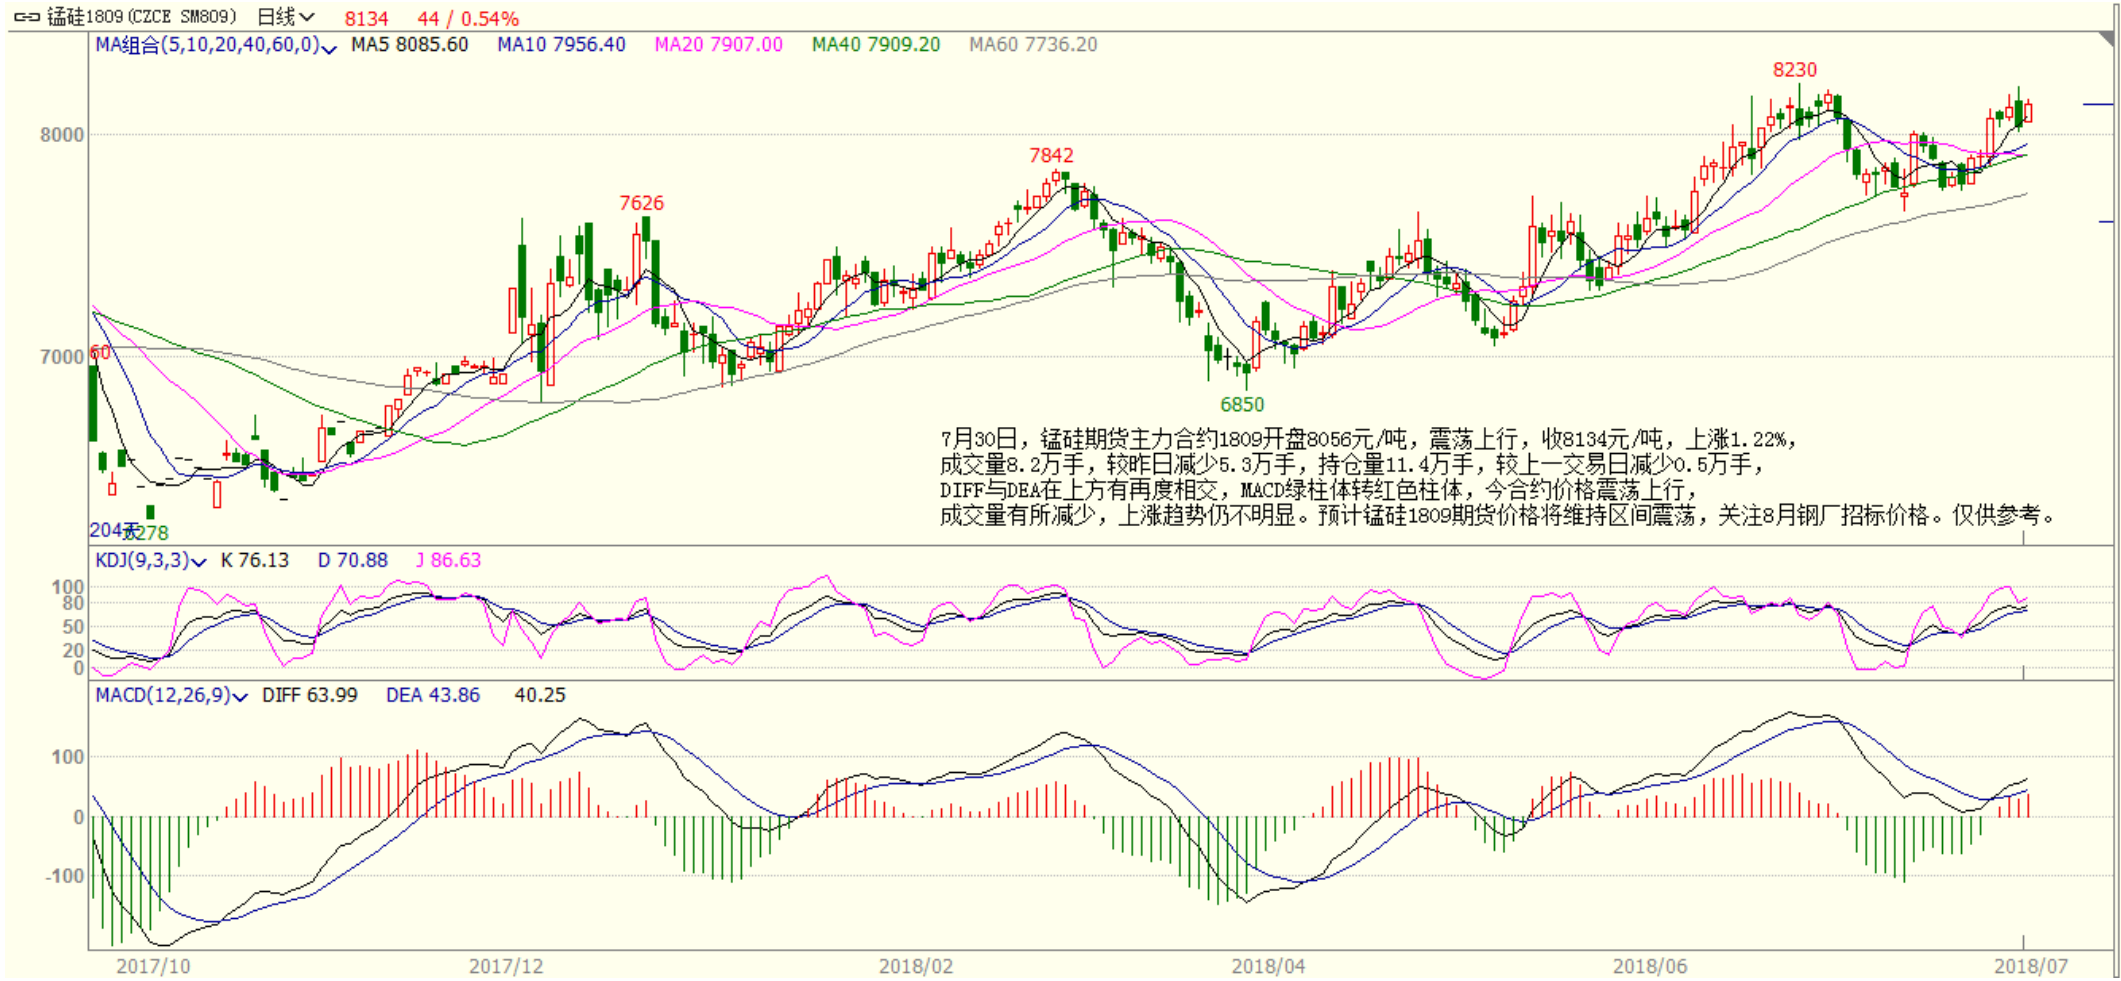 锰硅1809(CZCE SM809) 日线 8134 44 / 0.54%
MA组合(5,10,20,40,60,0) MA5 8085.60 MA10 7956.40 MA20 7907.00 MA40 7909.20 MA60 7736.20
8230
8000
7842
7626
7000
60
6850
7月30日，锰硅期货主力合约1809开盘8056元/吨，震荡上行，收8134元/吨，上涨1.22%，
成交量8.2万手，较昨日减少5.3万手，持仓量11.4万手，较上一交易日减少0.5万手，
DIFF与DEA在上方有再度相交，MACD绿柱体转红色柱体，今合约价格震荡上行，
成交量有所减少，上涨趋势仍不明显。预计锰硅1809期货价格将维持区间震荡，关注8月钢厂招标价格。仅供参考。
204天
6278
KDJ(9,3,3) K 76.13 D 70.88 J 86.63
100
80
50
20
0
MACD(12,26,9) DIFF 63.99 DEA 43.86 40.25
100
0
-100
2017/10 2017/12 2018/02 2018/04 2018/06 2018/07